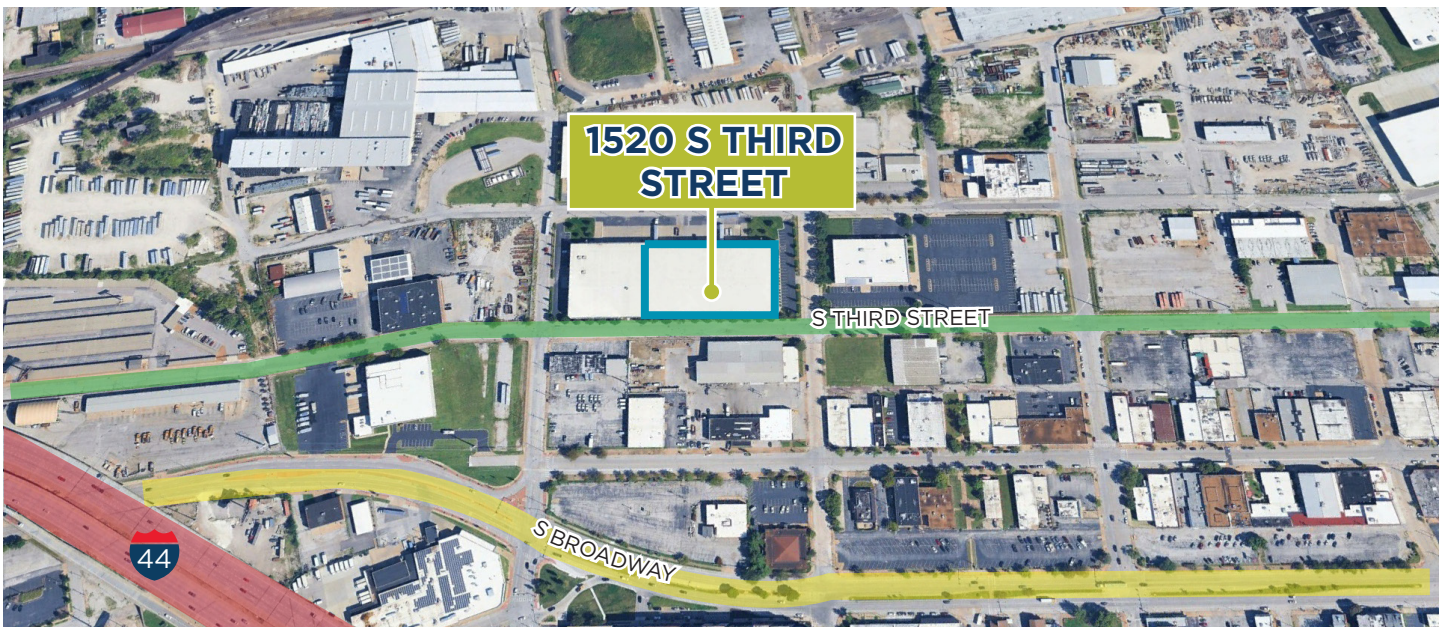 1520 S THIRD
STREET
S THIRD STREET
S BROADWAY
44